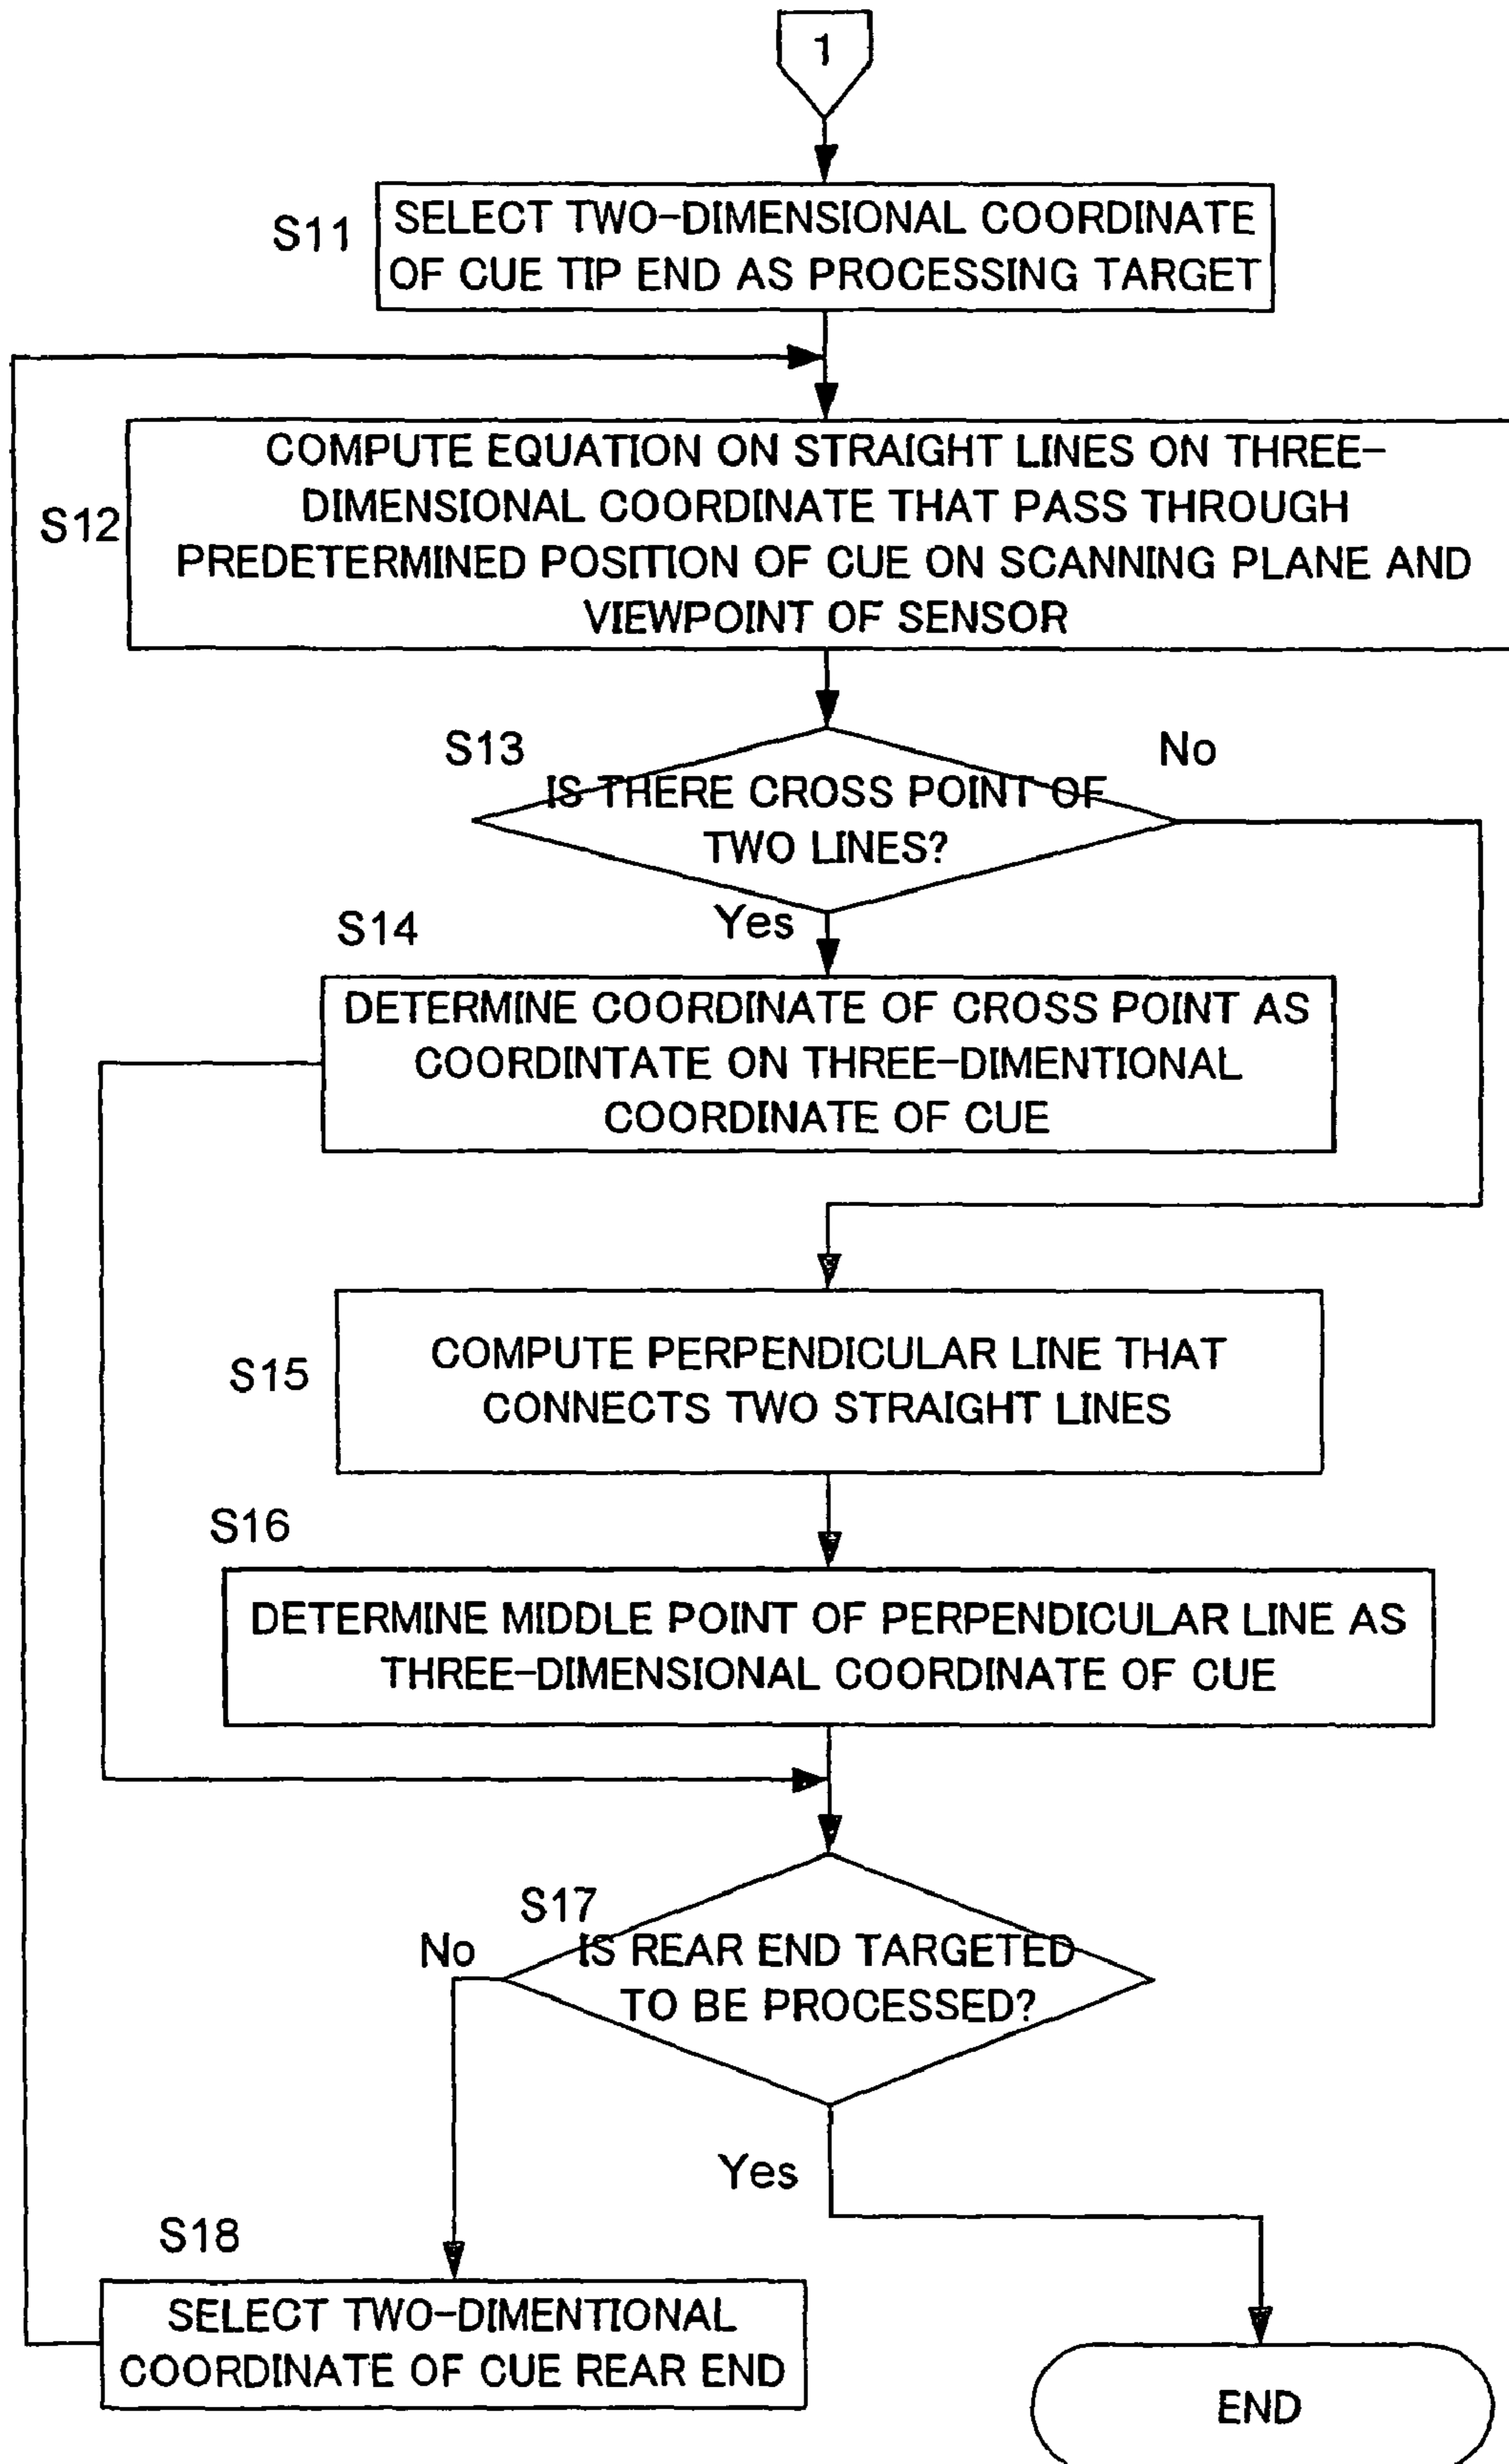 1
S11
SELECT TWO-DIMENSIONAL COORDINATE
OF CUE TIP END AS PROCESSING TARGET
S12
COMPUTE EQUATION ON STRAIGHT LINES ON THREE-
DIMENSIONAL COORDINATE THAT PASS THROUGH
PREDETERMINED POSITION OF CUE ON SCANNING PLANE AND
VIEWPOINT OF SENSOR
S13
No
IS THERE CROSS POINT OF
TWO LINES?
Yes
S14
DETERMINE COORDINATE OF CROSS POINT AS
COORDINTATE ON THREE-DIMENTIONAL
COORDINATE OF CUE
S15
COMPUTE PERPENDICULAR LINE THAT
CONNECTS TWO STRAIGHT LINES
S16
DETERMINE MIDDLE POINT OF PERPENDICULAR LINE AS
THREE-DIMENSIONAL COORDINATE OF CUE
S17
No
IS REAR END TARGETED
TO BE PROCESSED?
Yes
S18
SELECT TWO-DIMENTIONAL
COORDINATE OF CUE REAR END
END